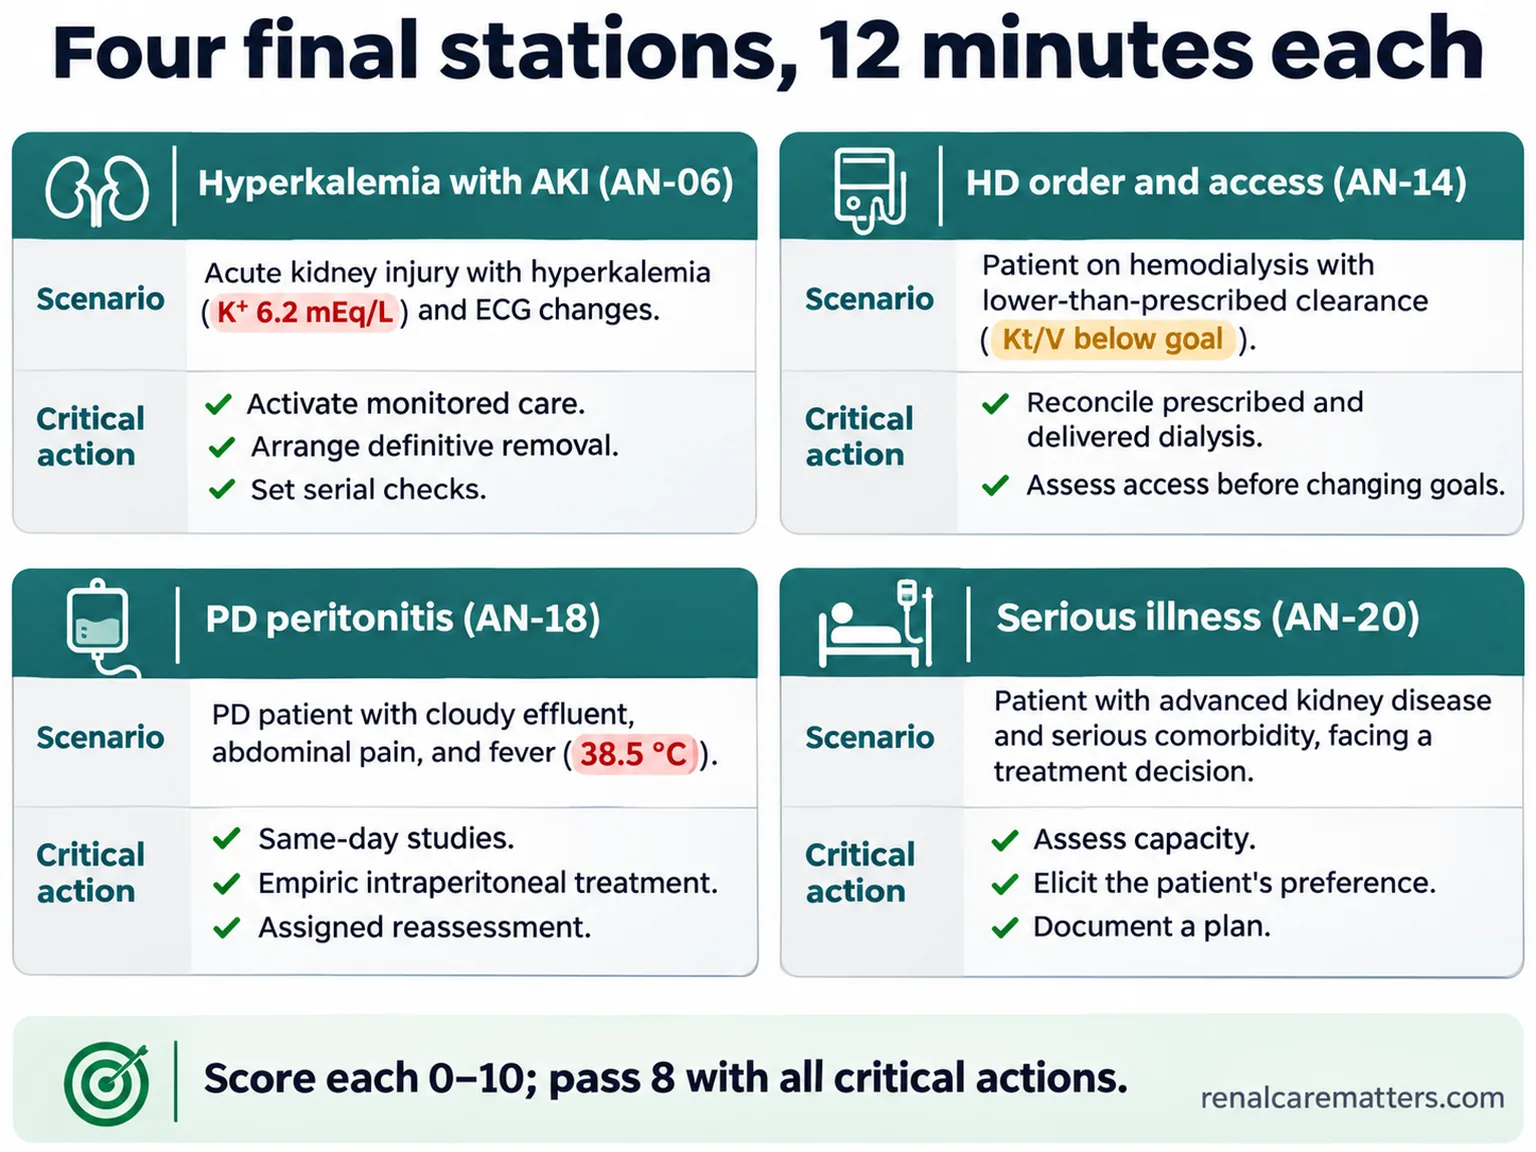 Four final stations, 12 minutes each
Hyperkalemia with AKI (AN-06)
Scenario
Acute kidney injury with hyperkalemia
(K⁺ 6.2 mEq/L) and ECG changes.
Critical
action
Activate monitored care.
Arrange definitive removal.
Set serial checks.
HD order and access (AN-14)
Scenario
Patient on hemodialysis with
lower-than-prescribed clearance
(Kt/V below goal).
Critical
action
Reconcile prescribed and
delivered dialysis.
Assess access before changing goals.
PD peritonitis (AN-18)
Scenario
PD patient with cloudy effluent,
abdominal pain, and fever (38.5 °C).
Critical
action
Same-day studies.
Empiric intraperitoneal treatment.
Assigned reassessment.
Serious illness (AN-20)
Scenario
Patient with advanced kidney disease
and serious comorbidity, facing a
treatment decision.
Critical
action
Assess capacity.
Elicit the patient's preference.
Document a plan.
Score each 0–10; pass 8 with all critical actions.
renalcarematters.com